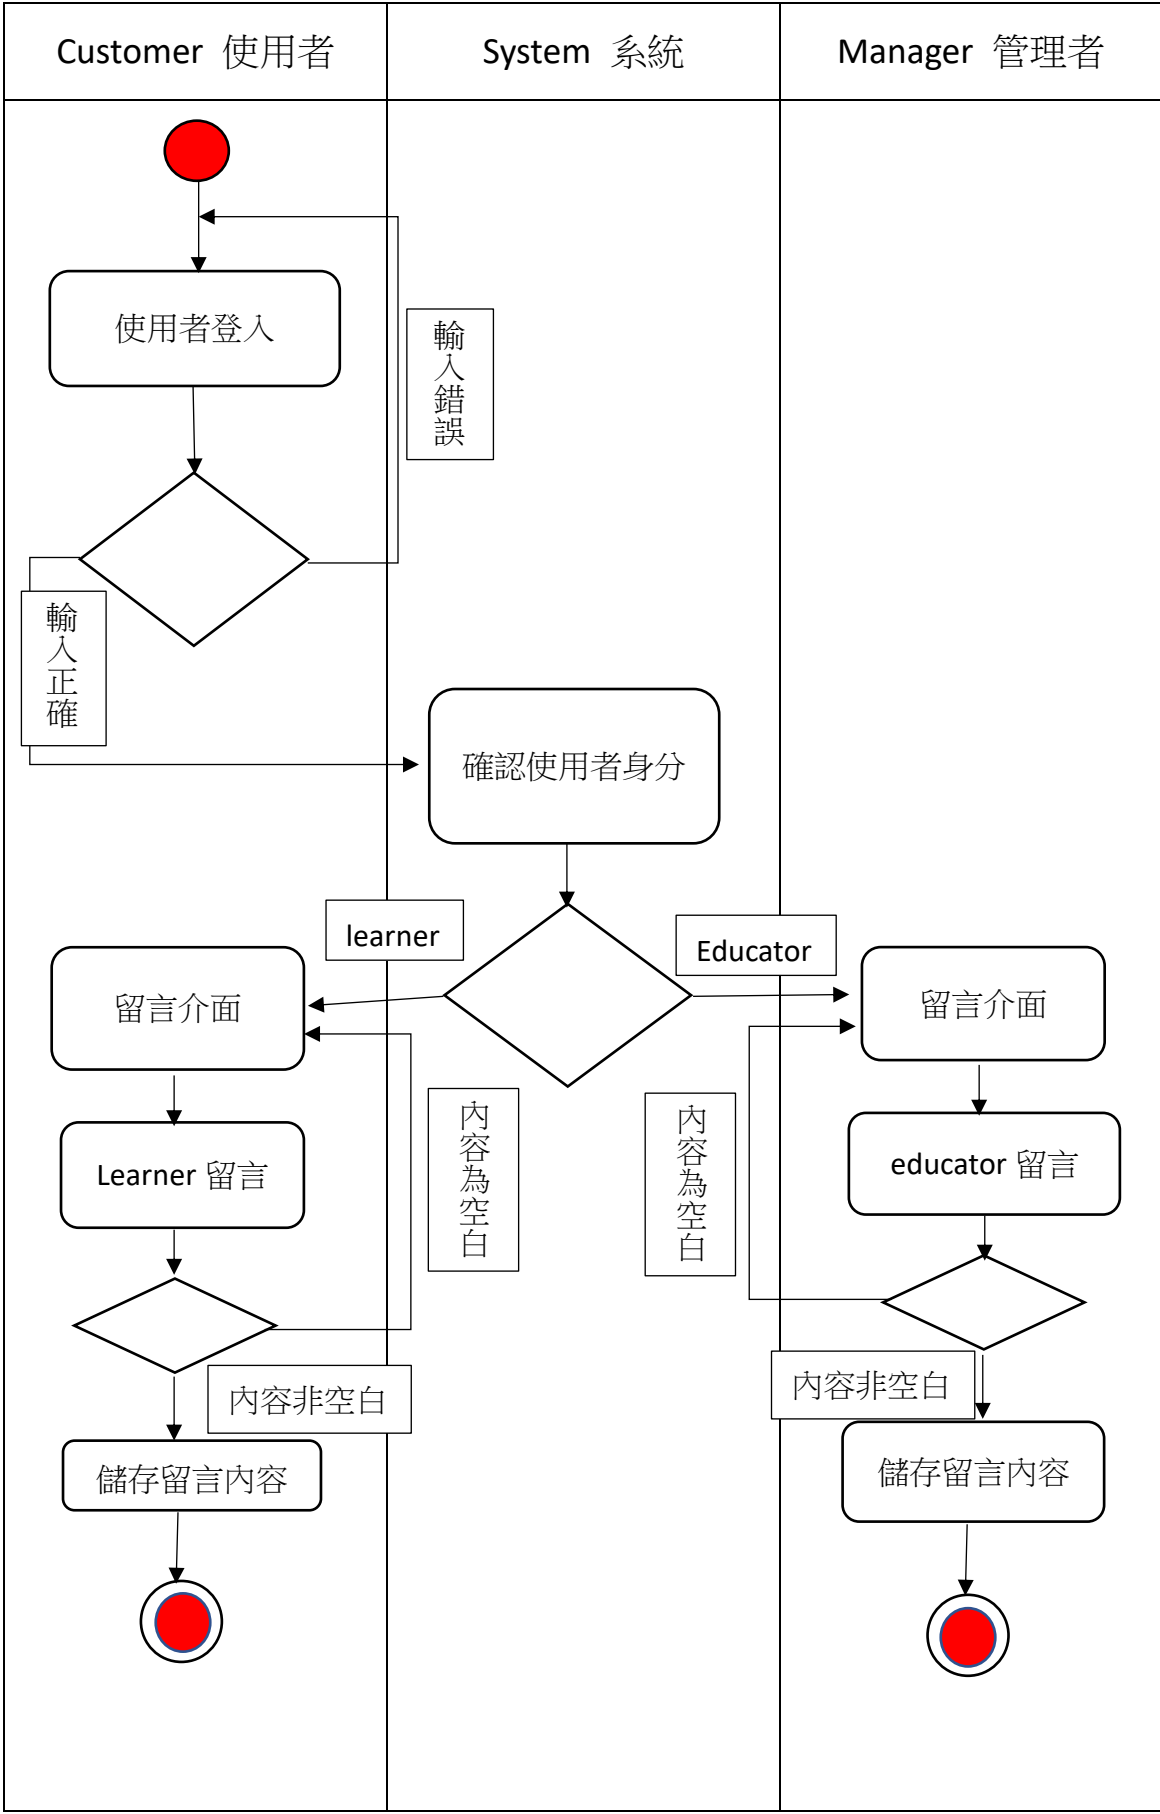 Customer 使用者
System 系統
Manager 管理者
使用者登入
輸入錯誤
輸入正確
確認使用者身分
learner
Educator
留言介面
留言介面
內容為空白
內容為空白
Learner 留言
educator 留言
內容非空白
內容非空白
儲存留言內容
儲存留言內容